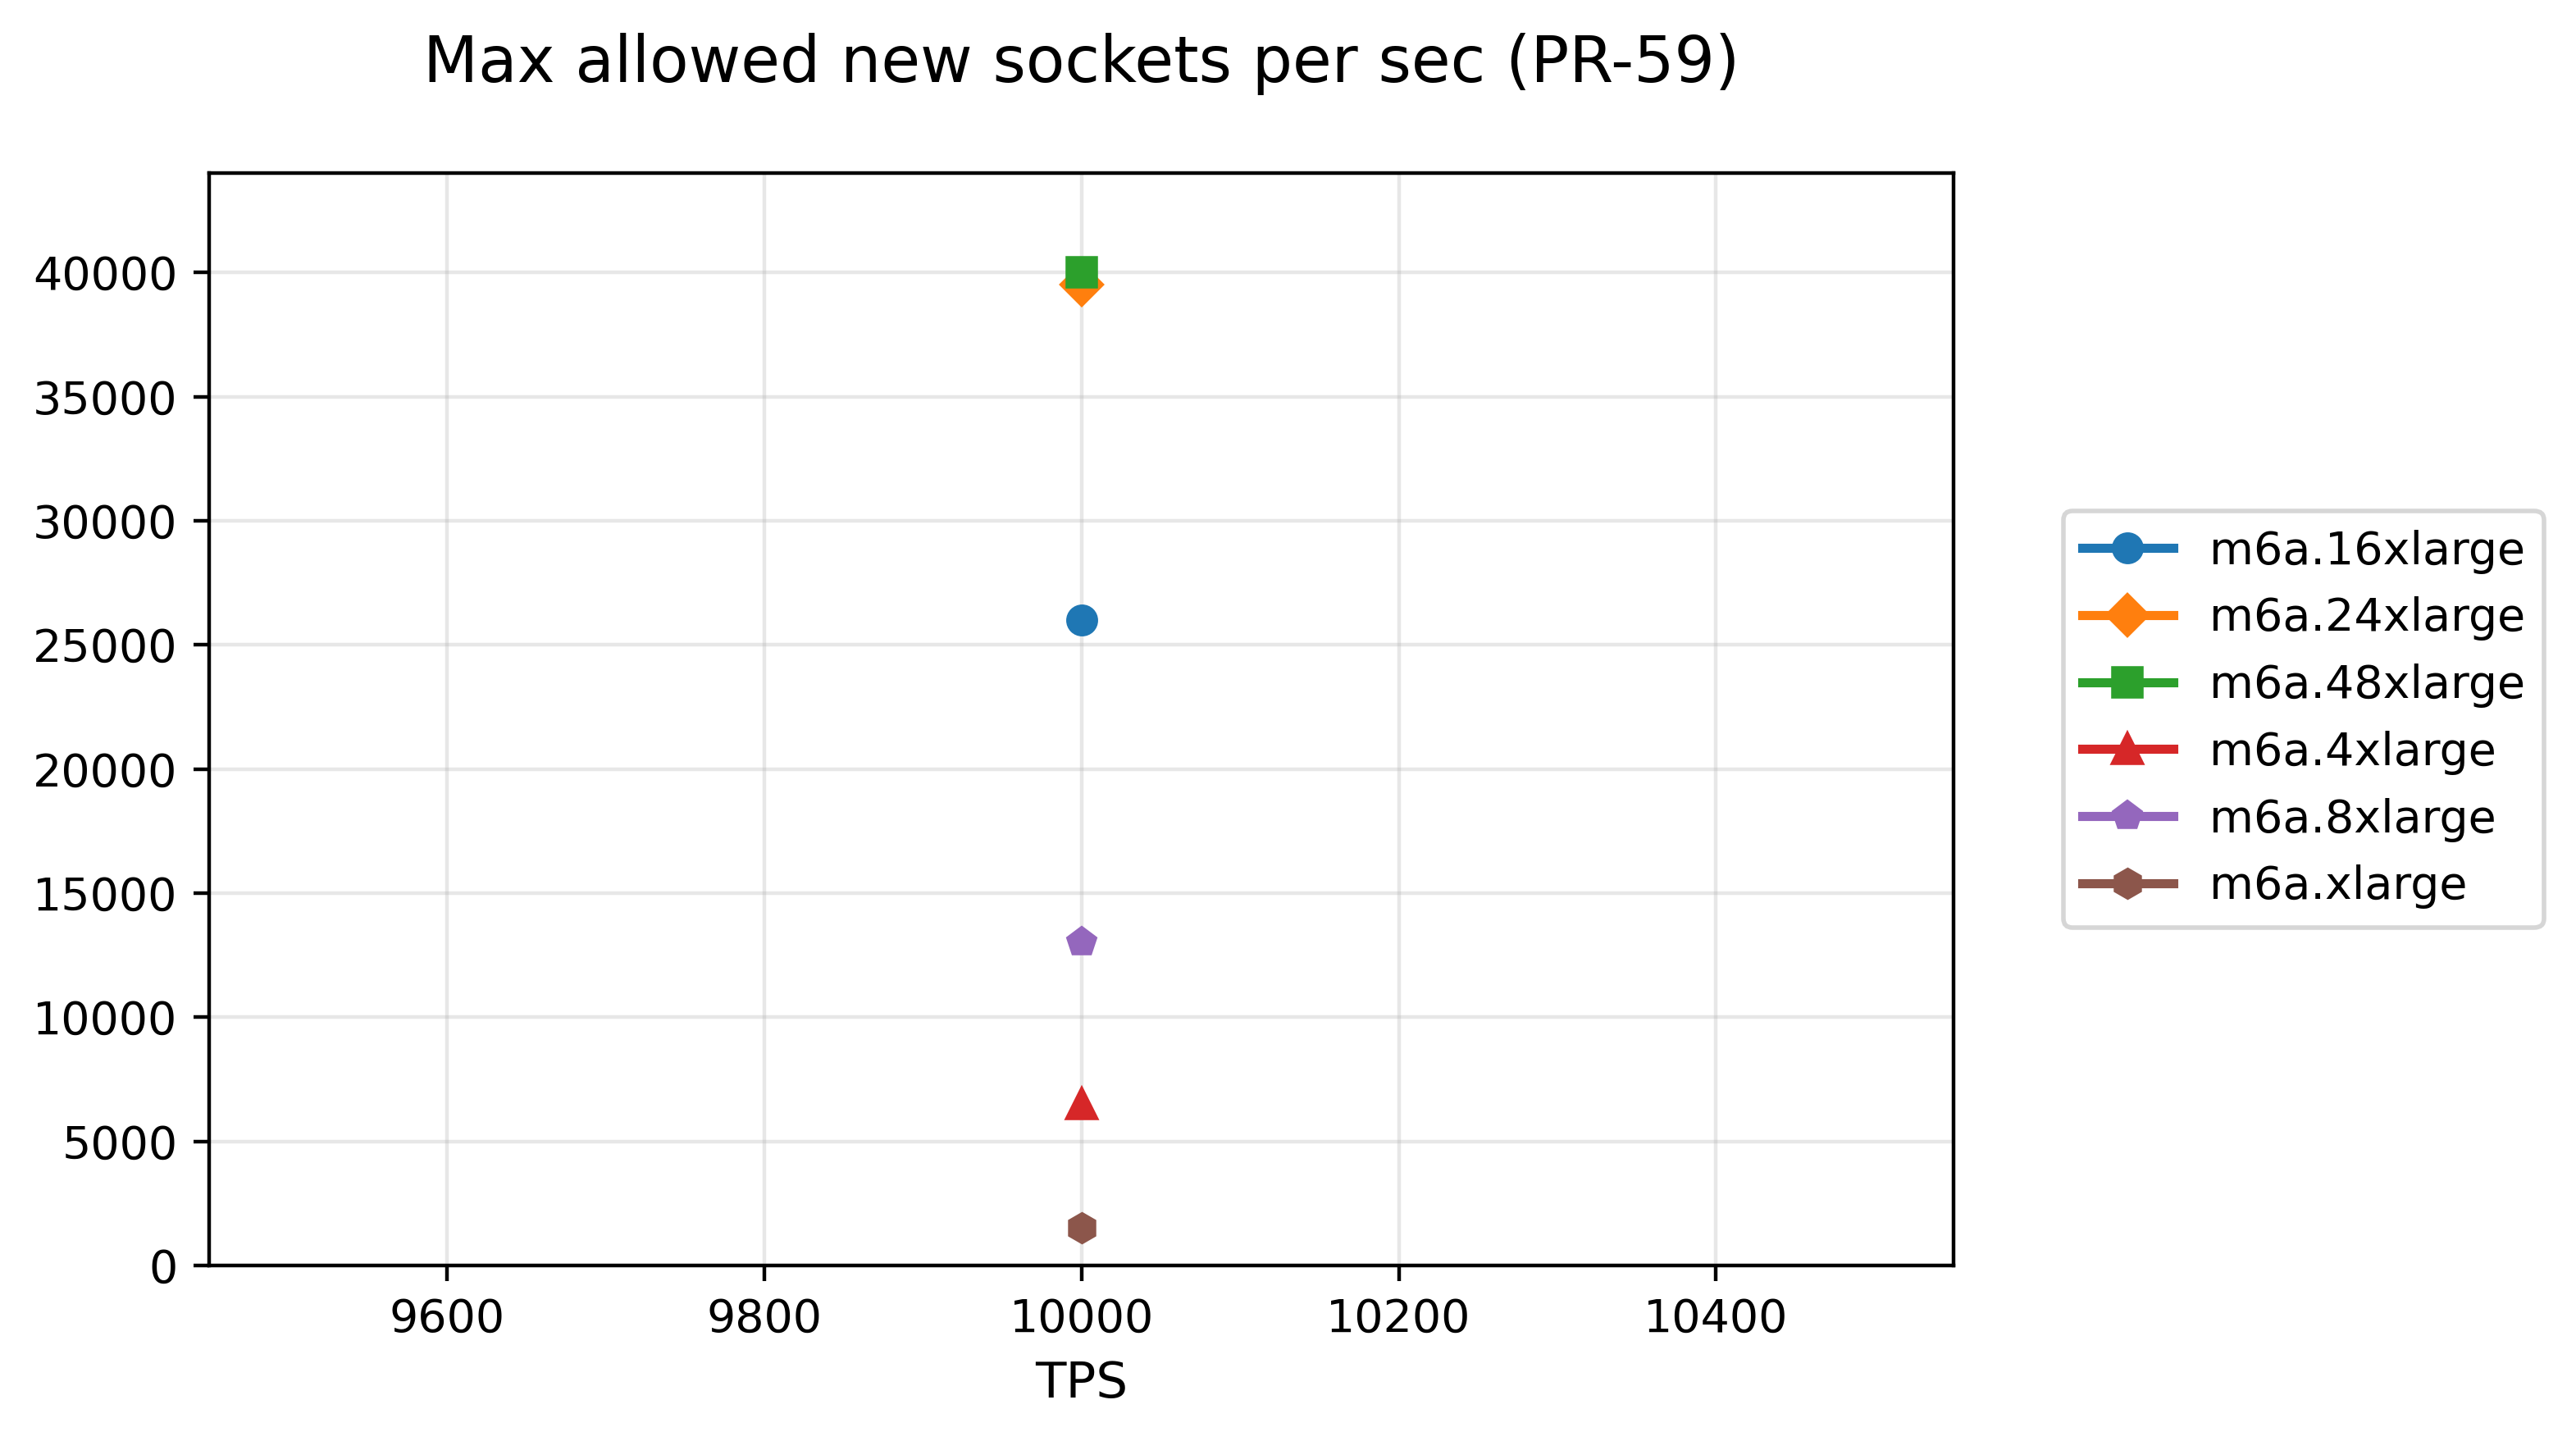 Max allowed new sockets per sec (PR-59)
40000
35000
30000
25000
20000
15000
10000
5000
0
9600 9800 10000 10200 10400
TPS
m6a.16xlarge
m6a.24xlarge
m6a.48xlarge
m6a.4xlarge
m6a.8xlarge
m6a.xlarge